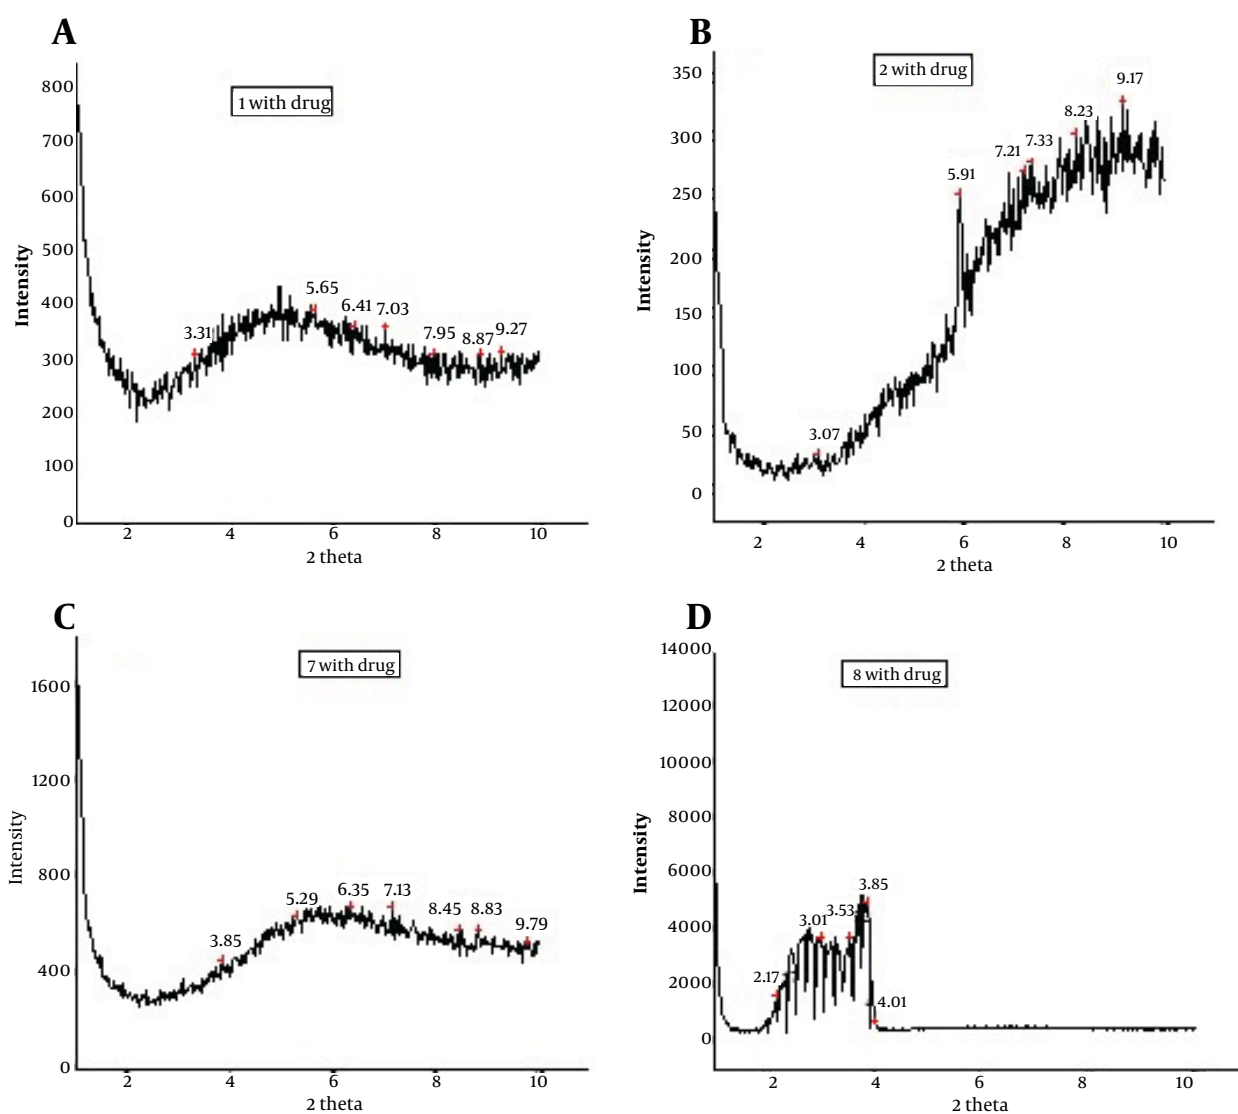 A
1 with drug
800
700
600
500
400
300
200
100
0
Intensity
3.31
5.65
6.41
7.03
7.95
8.87
9.27
2 4 6 8 10
2 theta
B
2 with drug
350
300
250
200
150
100
50
0
Intensity
3.07
5.91
7.21
7.33
8.23
9.17
2 4 6 8 10
2 theta
C
7 with drug
1600
1200
800
400
0
Intensity
3.85
5.29
6.35
7.13
8.45
8.83
9.79
2 4 6 8 10
2 theta
D
8 with drug
14000
12000
10000
8000
6000
4000
2000
0
Intensity
2.17
3.01
3.53
3.85
4.01
2 4 6 8 10
2 theta